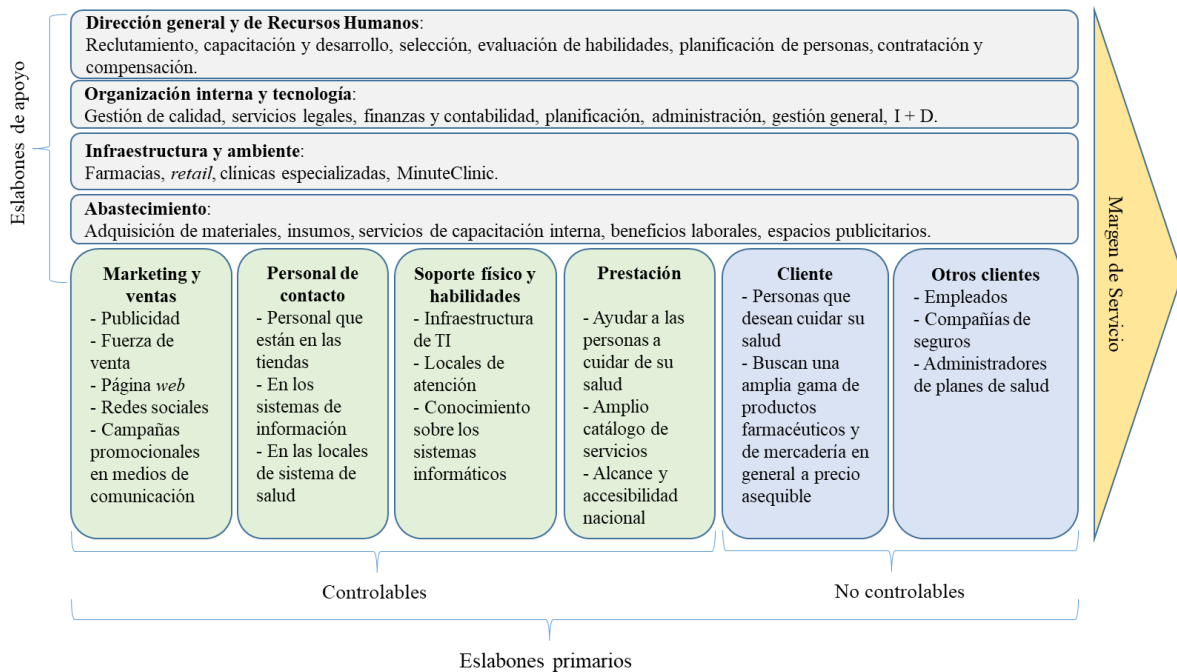 Dirección general y de Recursos Humanos:
Reclutamiento, capacitación y desarrollo, selección, evaluación de habilidades, planificación de personas, contratación y
compensación.
Organización interna y tecnología:
Gestión de calidad, servicios legales, finanzas y contabilidad, planificación, administración, gestión general, I + D.
Infraestructura y ambiente:
Farmacias, retail, clínicas especializadas, MinuteClinic.
Abastecimiento:
Adquisición de materiales, insumos, servicios de capacitación interna, beneficios laborales, espacios publicitarios.
Eslabones de apoyo
Marketing y
ventas
- Publicidad
- Fuerza de
venta
- Página web
- Redes sociales
- Campañas
promocionales
en medios de
comunicación
Personal de
contacto
- Personal que
están en las
tiendas
- En los
sistemas de
información
- En las locales
de sistema de
salud
Soporte físico y
habilidades
- Infraestructura
de TI
- Locales de
atención
- Conocimiento
sobre los
sistemas
informáticos
Prestación
- Ayudar a las
personas a
cuidar de su
salud
- Amplio
catálogo de
servicios
- Alcance y
accesibilidad
nacional
Cliente
- Personas que
desean cuidar su
salud
- Buscan una
amplia gama de
productos
farmacéuticos y
de mercadería en
general a precio
asequible
Otros clientes
- Empleados
- Compañías de
seguros
- Administradores
de planes de salud
Margen de Servicio
Controlables
No controlables
Eslabones primarios